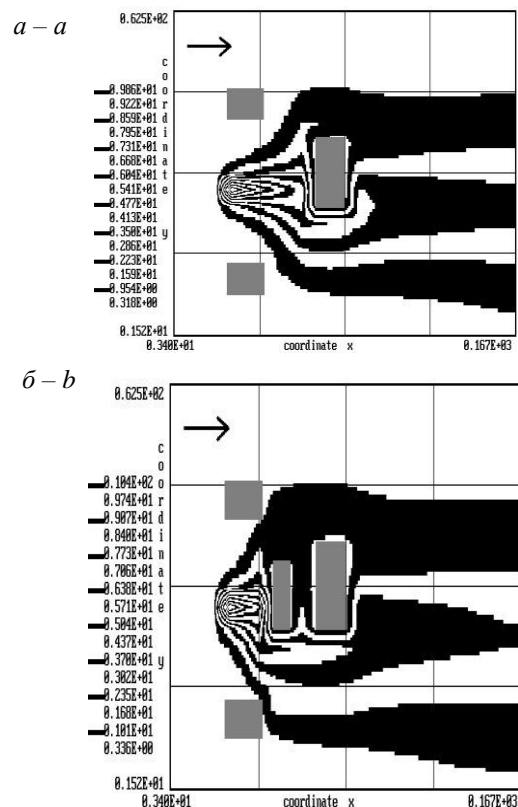 а – a
0.625E+02
coordinate y
0.986E+01
0.922E+01
0.859E+01
0.795E+01
0.731E+01
0.668E+01
0.604E+01
0.541E+01
0.477E+01
0.413E+01
0.350E+01
0.286E+01
0.223E+01
0.159E+01
0.954E+00
0.318E+00
0.152E+01
0.340E+01 coordinate x 0.167E+03
б – b
0.625E+02
coordinate y
0.104E+02
0.974E+01
0.907E+01
0.840E+01
0.773E+01
0.706E+01
0.638E+01
0.571E+01
0.504E+01
0.437E+01
0.370E+01
0.302E+01
0.235E+01
0.168E+01
0.101E+01
0.336E+00
0.152E+01
0.340E+01 coordinate x 0.167E+03